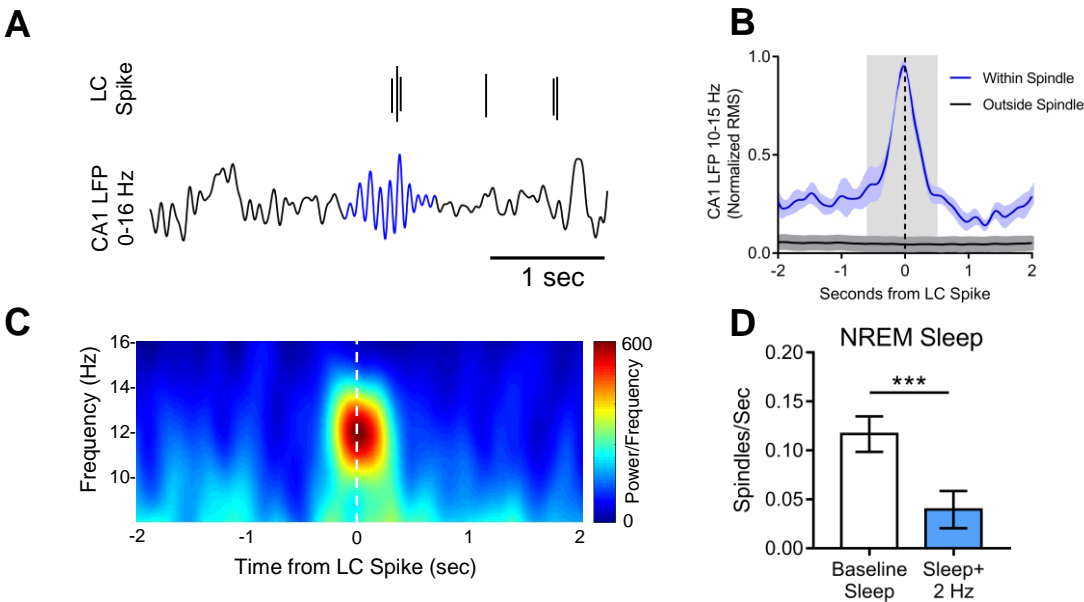 A
LC
Spike
CA1 LFP
0-16 Hz
1 sec
B
CA1 LFP 10-15 Hz
(Normalized RMS)
1.0
0.5
0.0
-2 -1 0 1 2
Seconds from LC Spike
Within Spindle
Outside Spindle
C
Frequency (Hz)
16
14
12
10
-2 -1 0 1 2
Time from LC Spike (sec)
600
0
Power/Frequency
D
NREM Sleep
***
Spindles/Sec
0.20
0.15
0.10
0.05
0.00
Baseline
Sleep
Sleep+
2 Hz